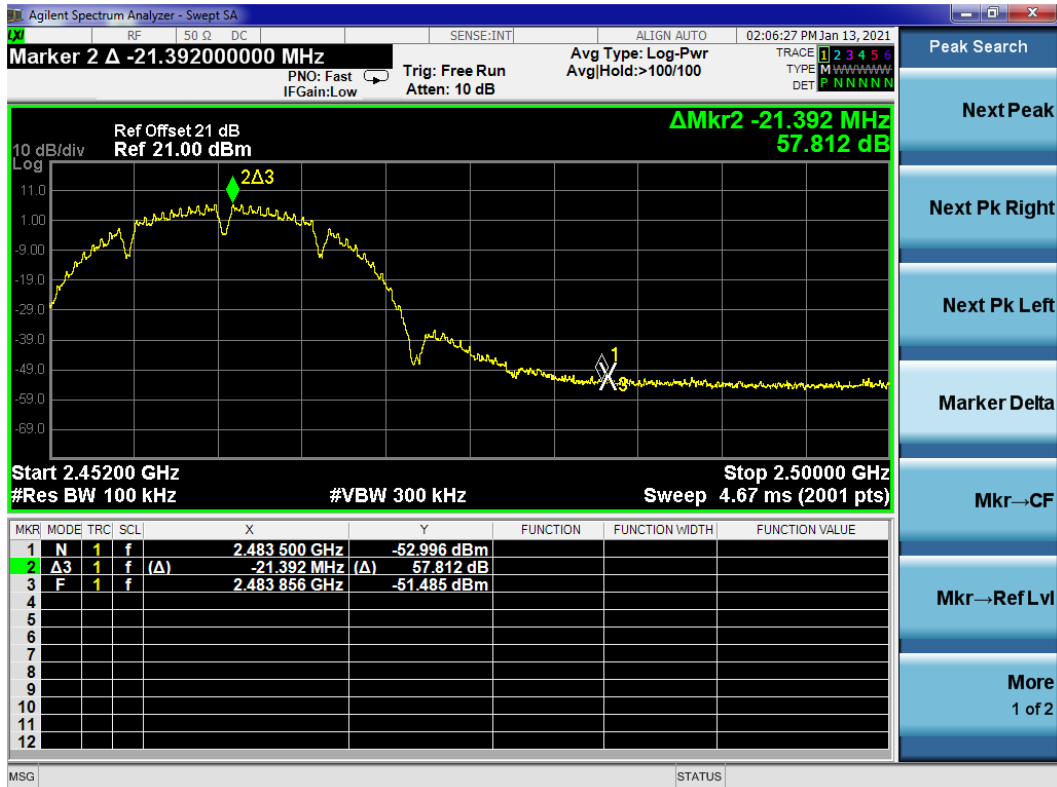 Agilent Spectrum Analyzer - Swept SA
LXI RF 50 Ω DC SENSE:INT ALIGN AUTO 02:06:27 PM Jan 13, 2021
Marker 2 Δ -21.392000000 MHz
PNO: Fast
IFGain:Low
Trig: Free Run
Atten: 10 dB
Avg Type: Log-Pwr
Avg|Hold:>100/100
TRACE 1 2 3 4 5 6
TYPE M W W W W W
DET P N N N N N
Peak Search
Next Peak
Next Pk Right
Next Pk Left
Marker Delta
Mkr→CF
Mkr→Ref Lvl
More
1 of 2
ΔMkr2 -21.392 MHz
57.812 dB
Ref Offset 21 dB
10 dB/div Ref 21.00 dBm
Log
11.0
1.00
-9.00
-19.0
-29.0
-39.0
-49.0
-59.0
-69.0
2Δ3
1
3
Start 2.45200 GHz Stop 2.50000 GHz
#Res BW 100 kHz #VBW 300 kHz Sweep 4.67 ms (2001 pts)
MKR MODE TRC SCL X Y FUNCTION FUNCTION WIDTH FUNCTION VALUE
1 N 1 f 2.483 500 GHz -52.996 dBm
2 Δ3 1 f (Δ) -21.392 MHz (Δ) 57.812 dB
3 F 1 f 2.483 856 GHz -51.485 dBm
4
5
6
7
8
9
10
11
12
MSG STATUS